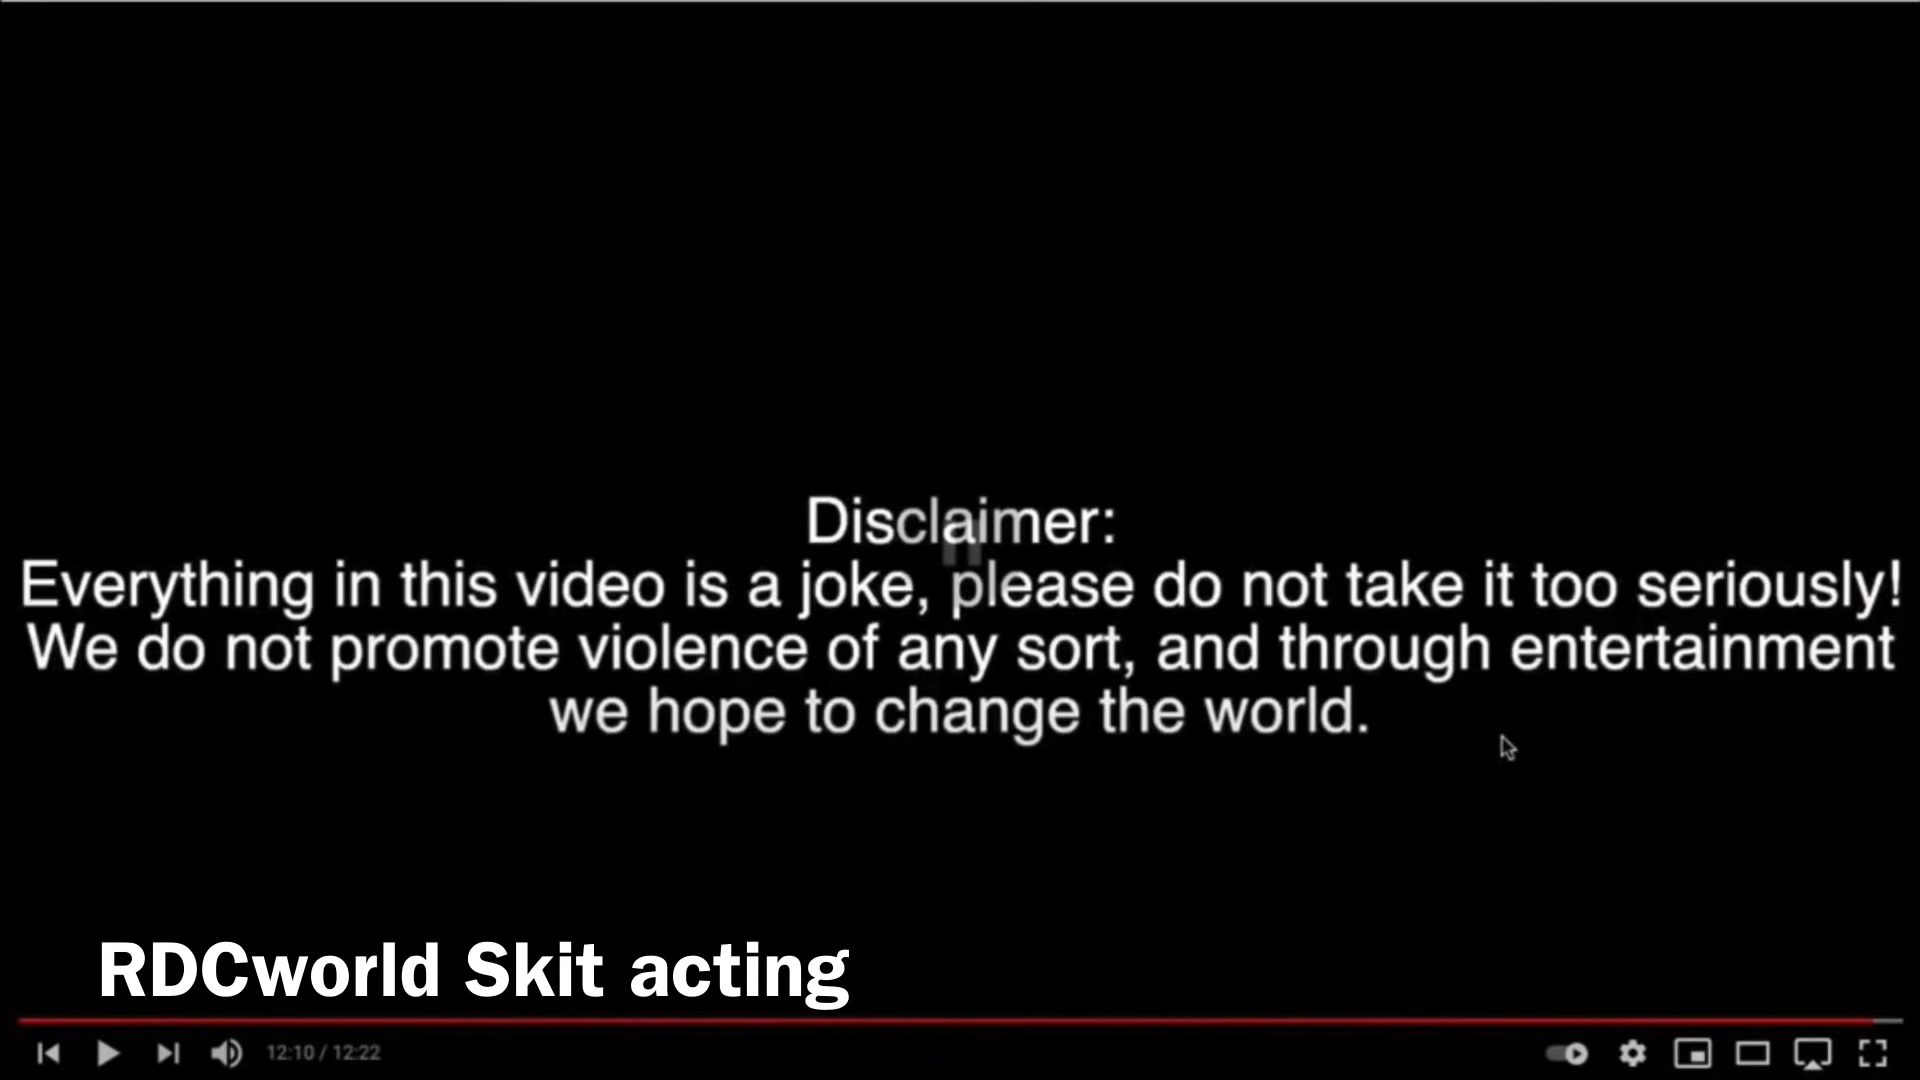 Disclaimer:
Everything in this video is a joke, please do not take it too seriously!
We do not promote violence of any sort, and through entertainment
we hope to change the world.
RDCworld Skit acting
12:10 / 12:22